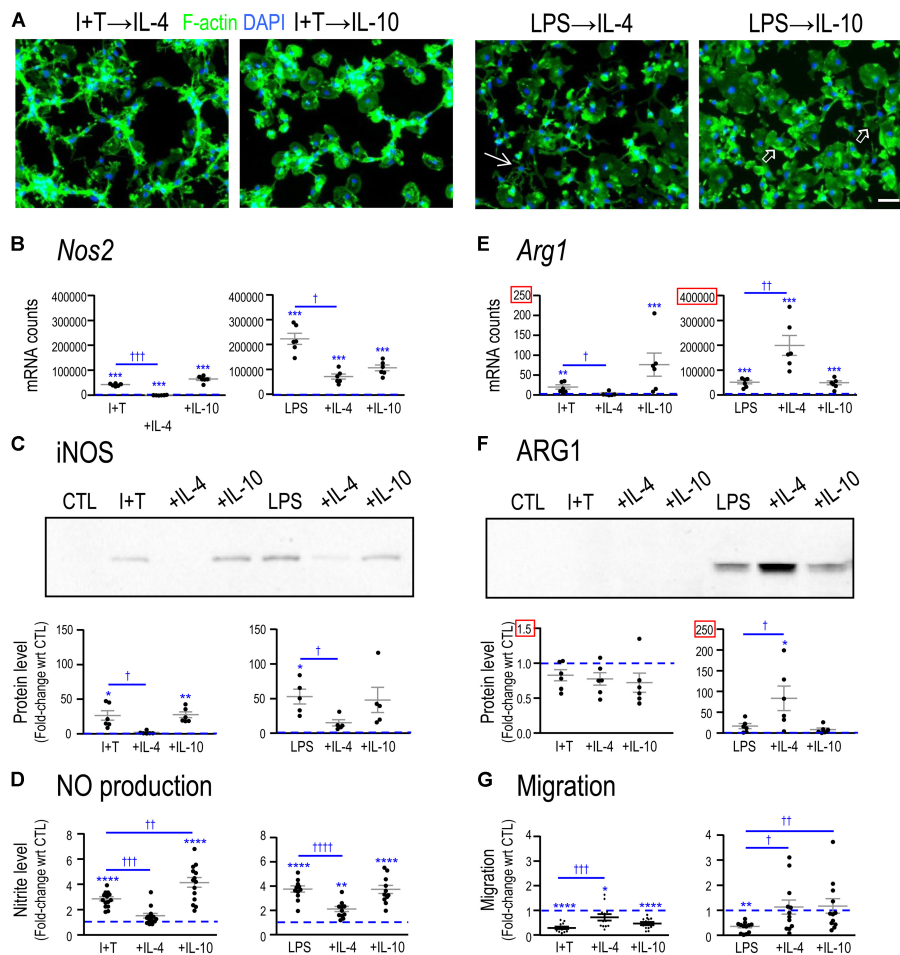 A I+T→IL-4 F-actin DAPI I+T→IL-10 LPS→IL-4 LPS→IL-10
B Nos2
mRNA counts
400000
300000
200000
100000
0
***
†††
***
***
I+T
+IL-4
+IL-10
400000
300000
200000
100000
0
***
†
***
***
LPS +IL-4 +IL-10
C iNOS
CTL I+T +IL-4 +IL-10 LPS +IL-4 +IL-10
Protein level
(Fold-change wrt CTL)
150
100
50
0
*
†
**
I+T +IL-4 +IL-10
150
100
50
0
*
†
LPS +IL-4 +IL-10
D NO production
Nitrite level
(Fold-change wrt CTL)
8
6
4
2
0
††
†††
****
****
I+T +IL-4 +IL-10
8
6
4
2
0
††††
****
**
****
LPS +IL-4 +IL-10
E Arg1
mRNA counts
250
200
150
100
50
0
**
†
***
I+T +IL-4 +IL-10
400000
300000
200000
100000
0
††
***
***
***
LPS +IL-4 +IL-10
F ARG1
CTL I+T +IL-4 +IL-10 LPS +IL-4 +IL-10
Protein level
(Fold-change wrt CTL)
1.5
1.0
0.5
0.0
I+T +IL-4 +IL-10
250
200
150
100
50
0
†
*
LPS +IL-4 +IL-10
G Migration
Migration
(Fold-change wrt CTL)
4
3
2
1
0
†††
****
*
****
I+T +IL-4 +IL-10
4
3
2
1
0
††
†
**
LPS +IL-4 +IL-10